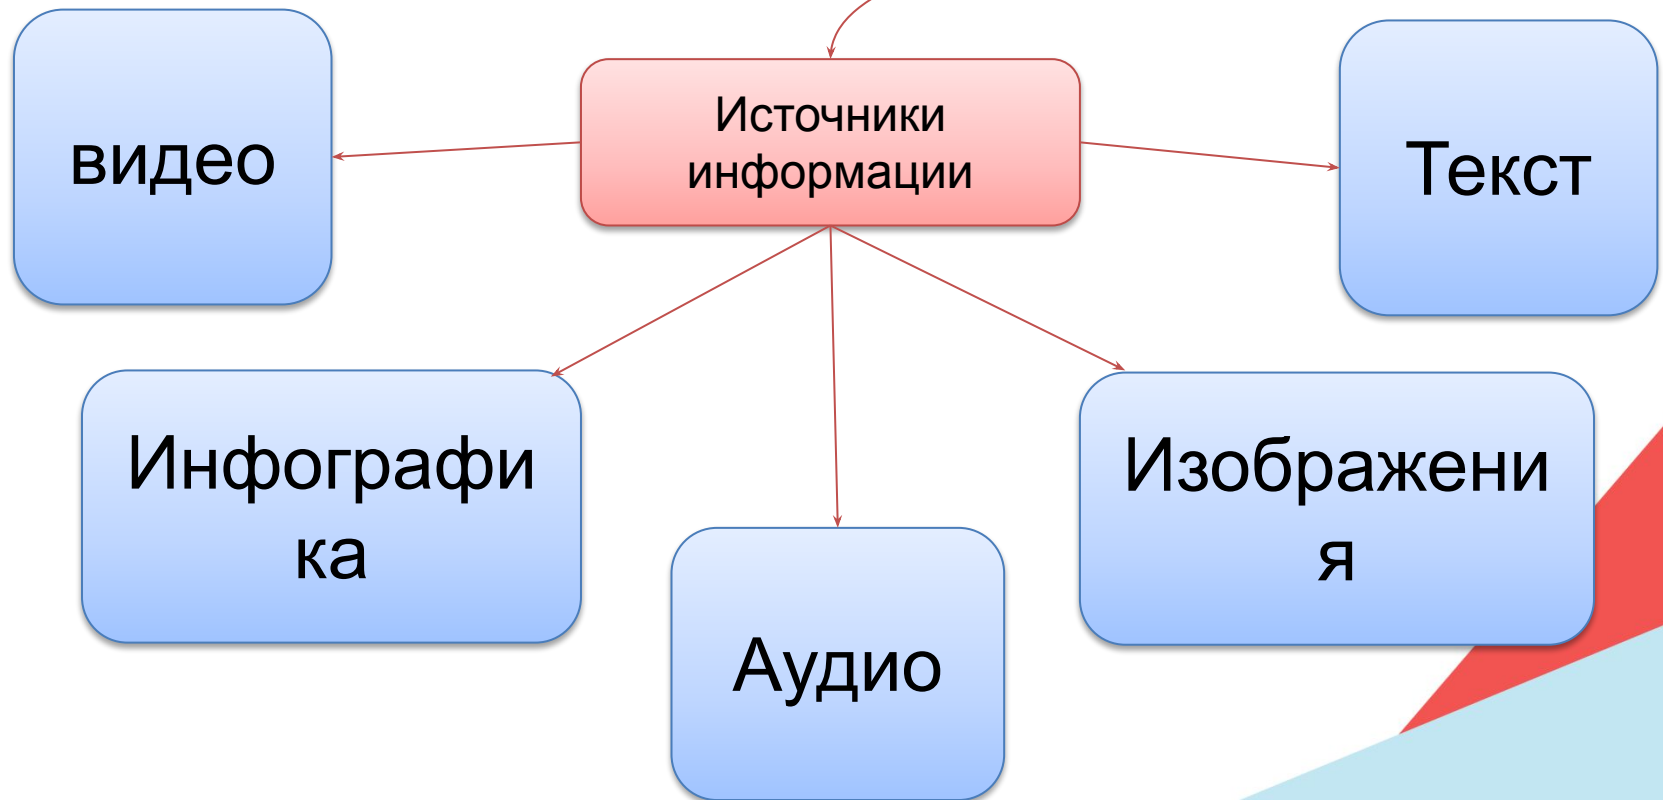 видео
Источники
информации
Текст
Инфографи
ка
Аудио
Изображени
я